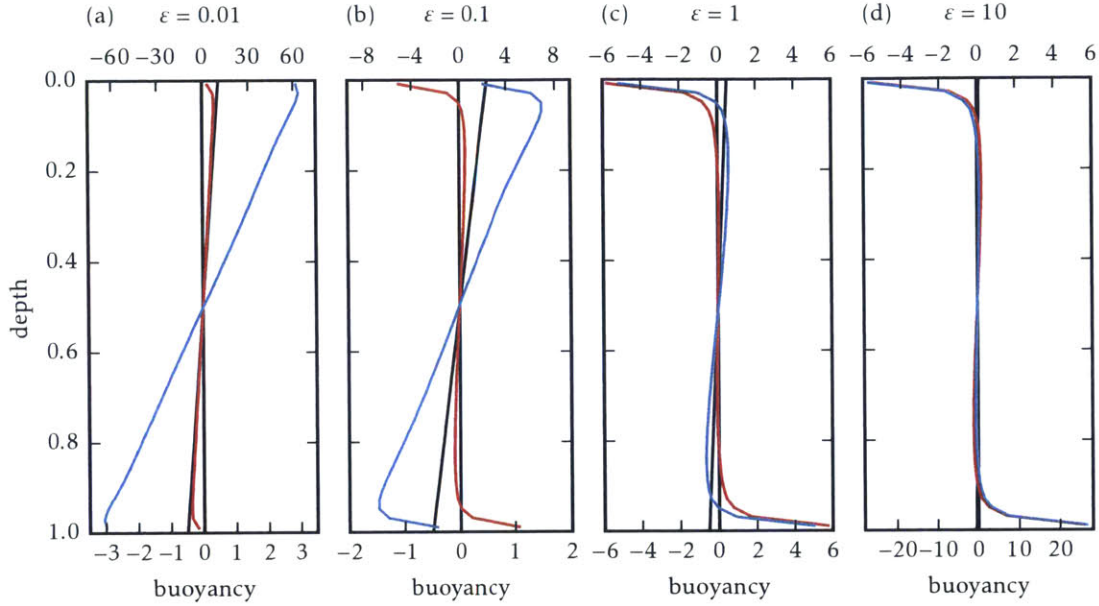 (a) ε = 0.01 (b) ε = 0.1 (c) ε = 1 (d) ε = 10
−60 −30 0 30 60 −8 −4 0 4 8 −6 −4 −2 0 2 4 6 −6 −4 −2 0 2 4 6
0.0
0.2
0.4
0.6
0.8
1.0
depth
−3 −2 −1 0 1 2 3 −2 −1 0 1 2 −6 −4 −2 0 2 4 6 −20 −10 0 10 20
buoyancy buoyancy buoyancy buoyancy